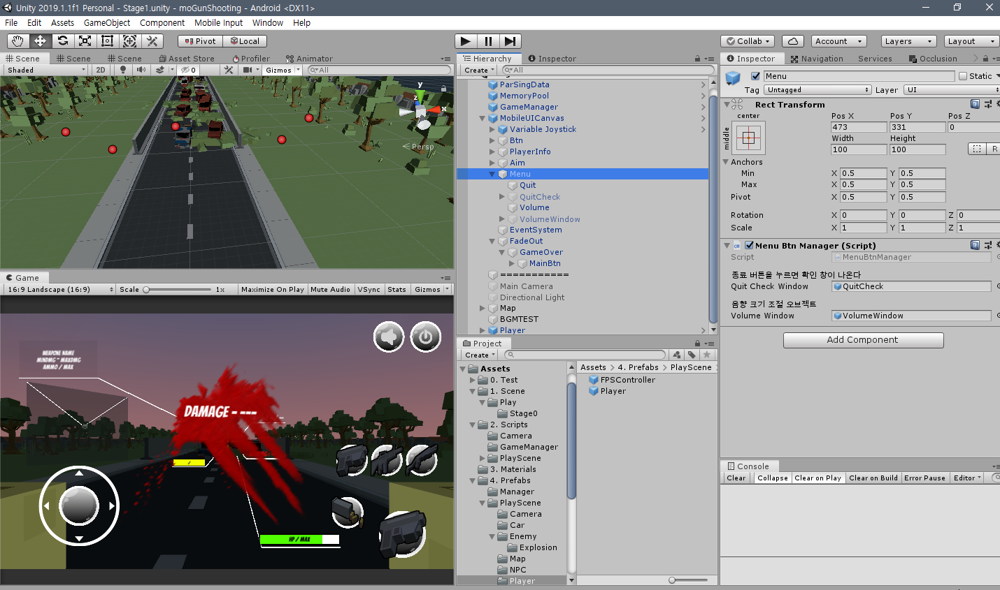 Unity 2019.1.1f1 Personal - Stage1.unity - moGunShooting - Android <DX11>
File Edit Assets GameObject Component Mobile Input Window Help
Pivot Local
Collab Account Layers Layout
Scene Scene Scene Asset Store Profiler Animator
Shaded 2D 0 Gizmos All
y
z
x
Persp
Game
16:9 Landscape (16:9) Scale 1x Maximize On Play Mute Audio VSync Stats Gizmos
WEAPONE NAME
MINDMG ~ MAXDMG
AMMO / MAX
DAMAGE - ---
/
HP / MAX
Hierarchy Inspector
Create All
ParSingData
MemoryPool
GameManager
MobileUICanvas
Variable Joystick
Btn
PlayerInfo
Aim
Menu
Quit
QuitCheck
Volume
VolumeWindow
EventSystem
FadeOut
GameOver
MainBtn
============
Main Camera
Directional Light
Map
BGMTEST
Player
Project
Create
Assets
0. Test
1. Scene
Play
Stage0
2. Scripts
Camera
GameManager
PlayScene
3. Materials
4. Prefabs
Manager
PlayScene
Camera
Car
Enemy
Explosion
Map
NPC
Player
Assets > 4. Prefabs > PlayScene
FPSController
Player
Inspector Navigation Services Occlusion
Menu Static
Tag Untagged Layer UI
Rect Transform
center
middle
Pos X Pos Y Pos Z
473 331 0
Width Height
100 100
R
Anchors
Min X 0.5 Y 0.5
Max X 0.5 Y 0.5
Pivot X 0.5 Y 0.5
Rotation X 0 Y 0 Z 0
Scale X 1 Y 1 Z 1
Menu Btn Manager (Script)
Script MenuBtnManager
종료 버튼을 누르면 확인 창이 나온다
Quit Check Window QuitCheck
음향 크기 조절 오브젝트
Volume Window VolumeWindow
Add Component
Console
Clear Collapse Clear on Play Clear on Build Error Pause Editor